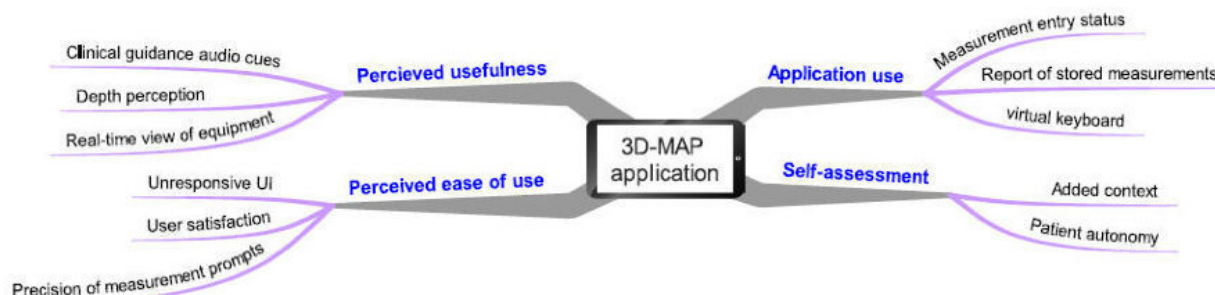 Clinical guidance audio cues
Depth perception
Real-time view of equipment
Percieved usefulness
Unresponsive UI
User satisfaction
Precision of measurement prompts
Perceived ease of use
3D-MAP
application
Application use
Measurement entry status
Report of stored measurements
virtual keyboard
Self-assessment
Added context
Patient autonomy